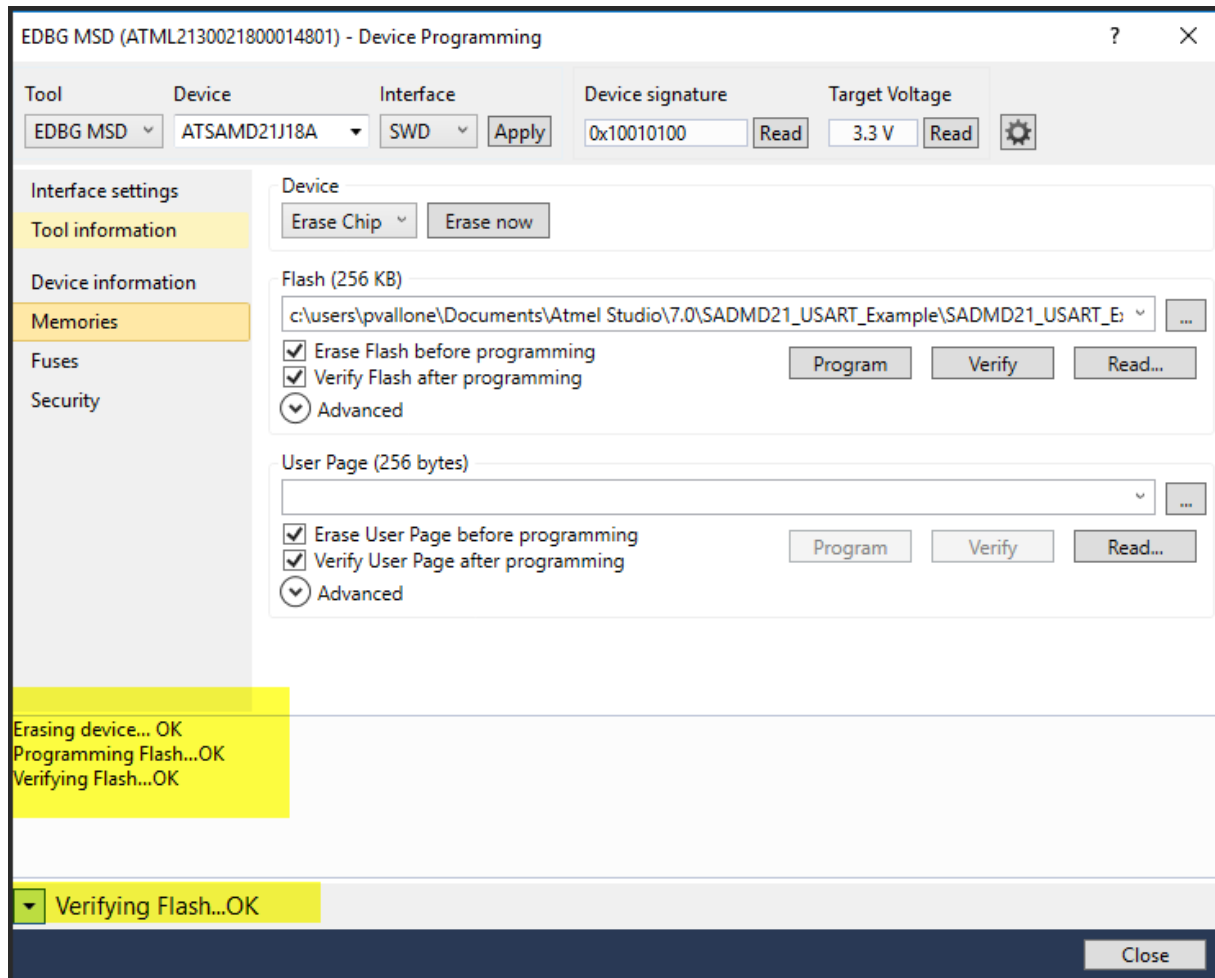 EDBG MSD (ATML2130021800014801) - Device Programming ? ×
Tool Device Interface Device signature Target Voltage
EDBG MSD ATSAMD21J18A SWD Apply 0x10010100 Read 3.3 V Read
Interface settings
Tool information
Device information
Memories
Fuses
Security
Device
Erase Chip Erase now
Flash (256 KB)
c:\users\pvallone\Documents\Atmel Studio\7.0\SADMD21_USART_Example\SADMD21_USART_E ...
Erase Flash before programming
Verify Flash after programming
Program Verify Read...
Advanced
User Page (256 bytes)
...
Erase User Page before programming
Verify User Page after programming
Program Verify Read...
Advanced
Erasing device... OK
Programming Flash...OK
Verifying Flash...OK
Verifying Flash...OK
Close